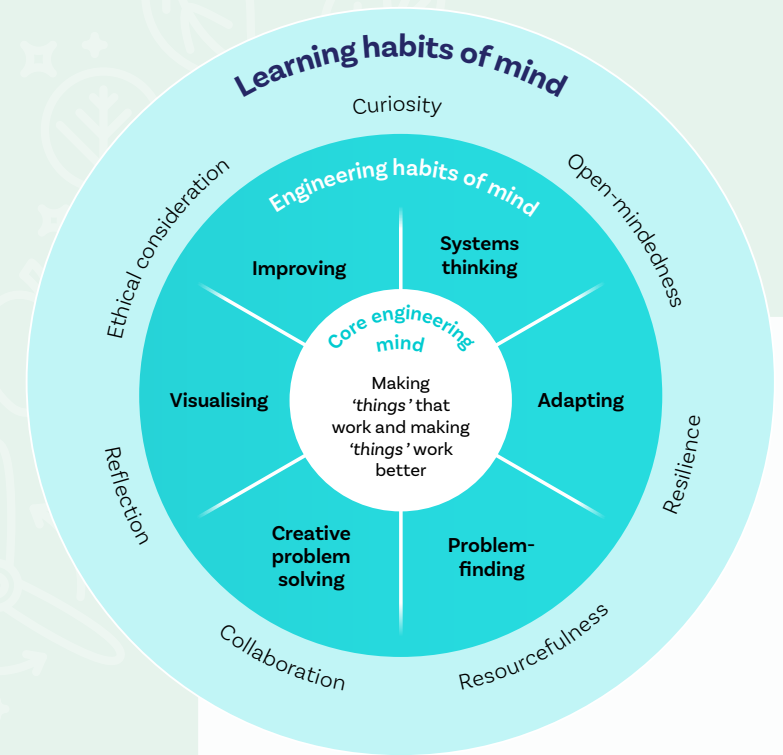 Learning habits of mind
Curiosity
Open-mindedness
Resilience
Resourcefulness
Collaboration
Reflection
Ethical consideration
Engineering habits of mind
Systems
thinking
Adapting
Problem-
finding
Creative
problem
solving
Visualising
Improving
Core engineering
mind
Making
‘things’ that
work and making
‘things’ work
better